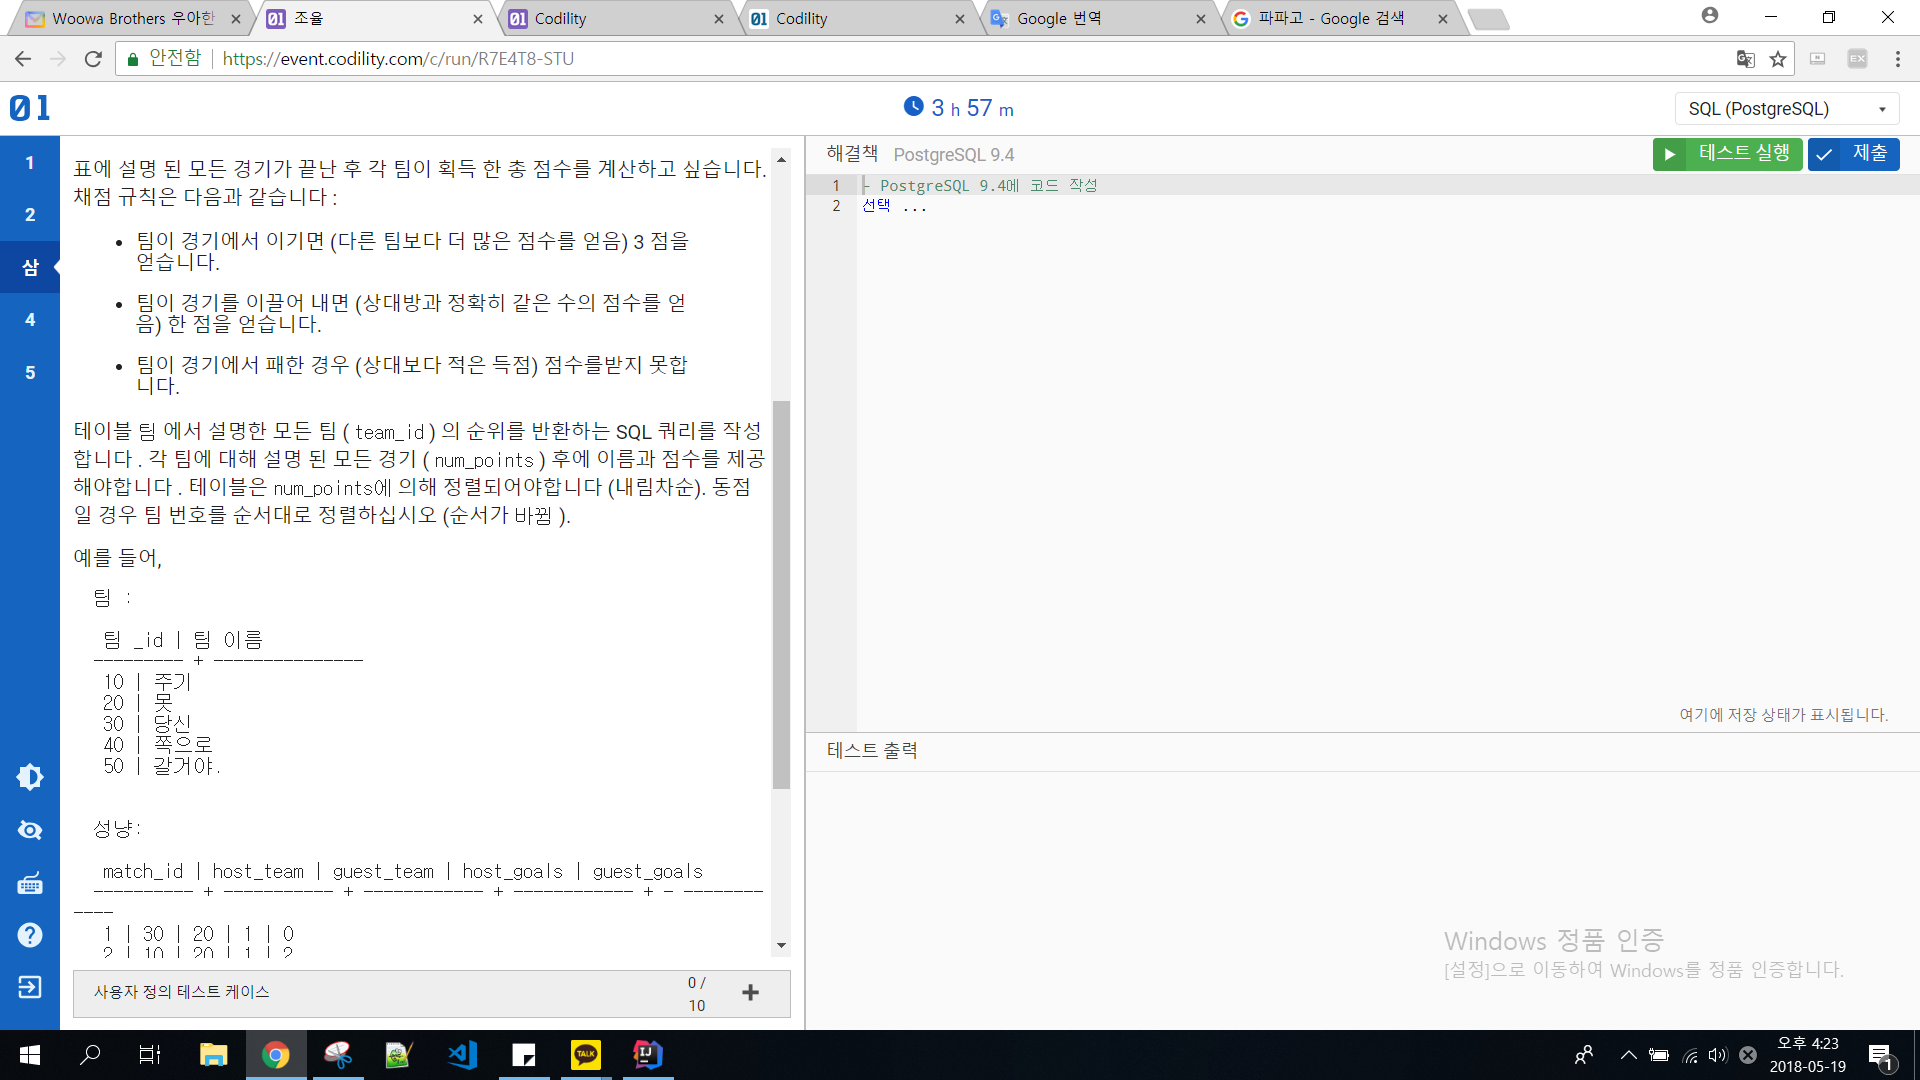 Woowa Brothers 우아한
조율
Codility
Codility
Google 번역
파파고 - Google 검색
안전함
https://event.codility.com/c/run/R7E4T8-STU
EX
01
3 h 57 m
SQL (PostgreSQL)
1
2
삼
4
5
표에 설명 된 모든 경기가 끝난 후 각 팀이 획득 한 총 점수를 계산하고 싶습니다.
채점 규칙은 다음과 같습니다 :
• 팀이 경기에서 이기면 (다른 팀보다 더 많은 점수를 얻음) 3 점을
얻습니다.
• 팀이 경기를 이끌어 내면 (상대방과 정확히 같은 수의 점수를 얻
음) 한 점을 얻습니다.
• 팀이 경기에서 패한 경우 (상대보다 적은 득점) 점수를받지 못합
니다.
테이블 팀 에서 설명한 모든 팀 ( team_id ) 의 순위를 반환하는 SQL 쿼리를 작성
합니다 . 각 팀에 대해 설명 된 모든 경기 ( num_points ) 후에 이름과 점수를 제공
해야합니다 . 테이블은 num_points에 의해 정렬되어야합니다 (내림차순). 동점
일 경우 팀 번호를 순서대로 정렬하십시오 (순서가 바뀜 ).
예를 들어,
팀 :
팀 _id | 팀 이름
--------- + ---------------
10 | 주기
20 | 못
30 | 당신
40 | 쪽으로
50 | 갈거야.
성냥:
match_id | host_team | guest_team | host_goals | guest_goals
---------- + ----------- + ------------ + ------------ + - --------
----
1 | 30 | 20 | 1 | 0
2 | 10 | 20 | 1 | 2
사용자 정의 테스트 케이스
0 /
10
해결책 PostgreSQL 9.4
테스트 실행
제출
1 - PostgreSQL 9.4에 코드 작성
2 선택 ...
여기에 저장 상태가 표시됩니다.
테스트 출력
Windows 정품 인증
[설정]으로 이동하여 Windows를 정품 인증합니다.
TALK
IJ
오후 4:23
2018-05-19
1